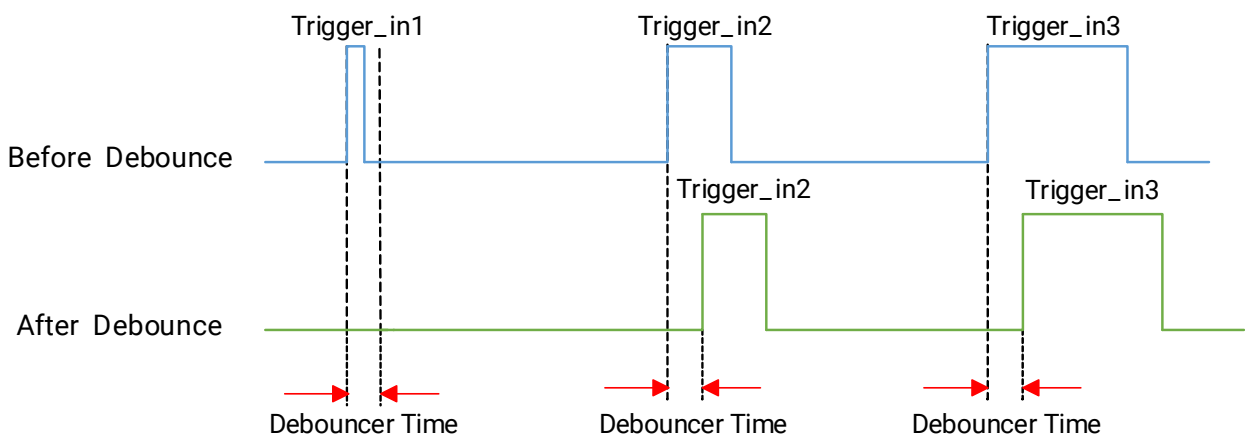 Trigger_in1
Trigger_in2
Trigger_in3
Before Debounce
Trigger_in2
Trigger_in3
After Debounce
Debouncer Time
Debouncer Time
Debouncer Time